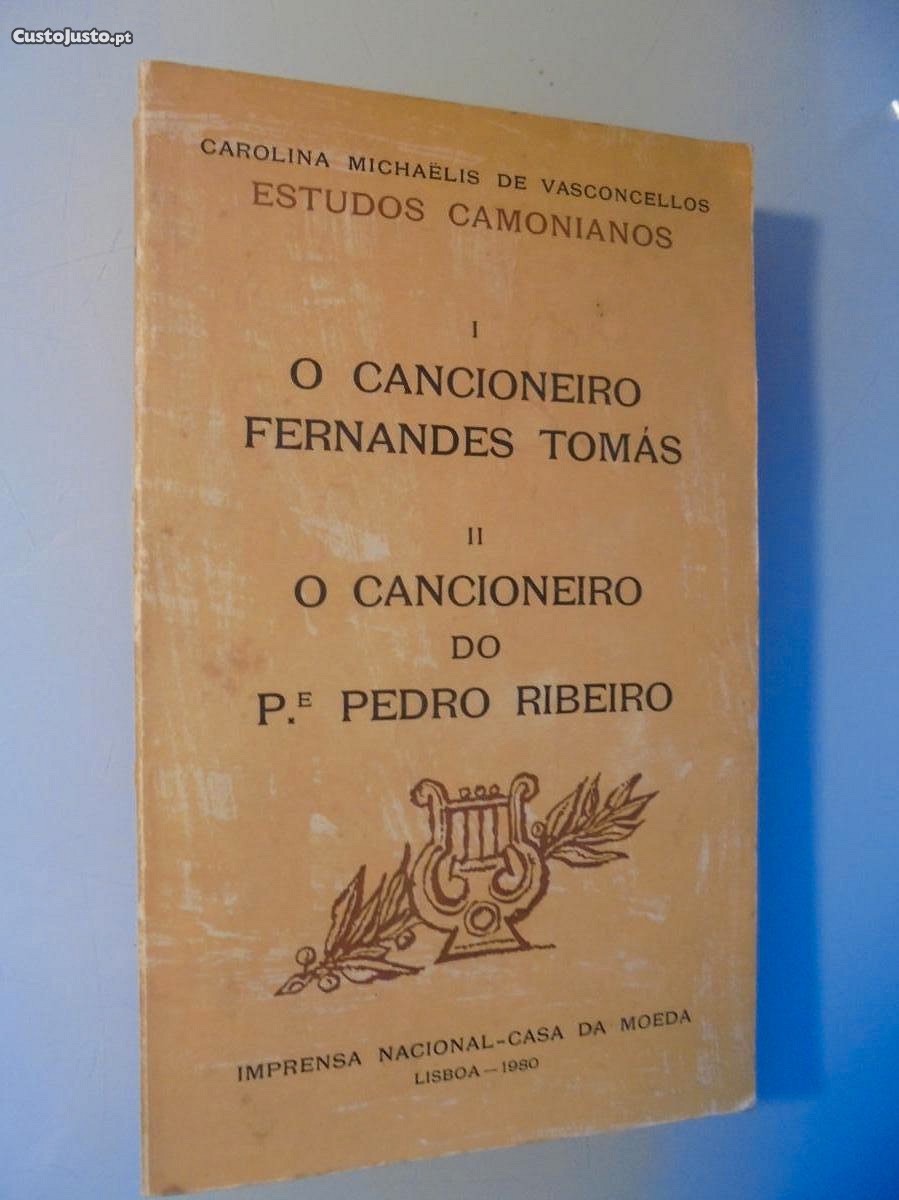 CustoJusto.pt
CAROLINA MICHAËLIS DE VASCONCELLOS
ESTUDOS CAMONIANOS
I
O CANCIONEIRO
FERNANDES TOMÁS
II
O CANCIONEIRO
DO
P.E PEDRO RIBEIRO
IMPRENSA NACIONAL-CASA DA MOEDA
LISBOA — 1980